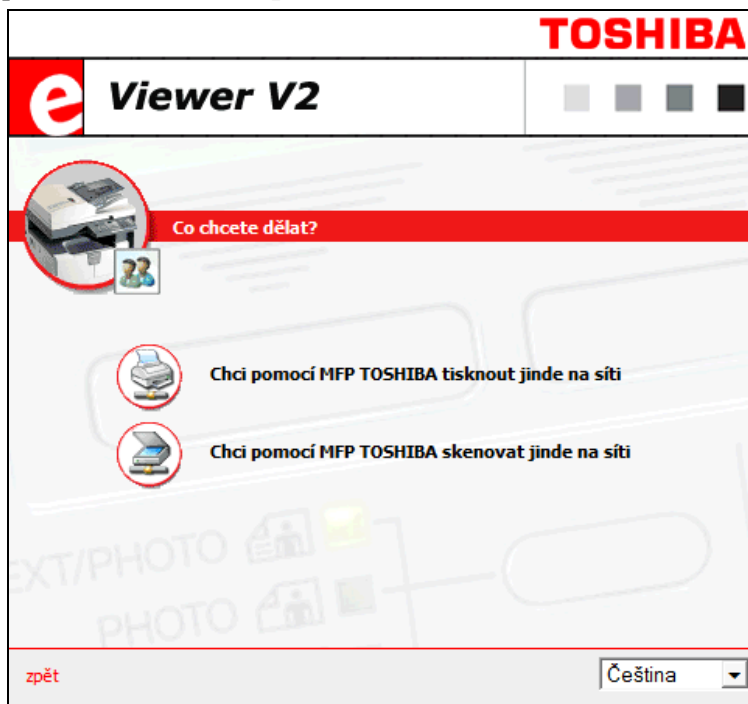 TOSHIBA
e Viewer V2
Co chcete dělat?
Chci pomocí MFP TOSHIBA tisknout jinde na síti
Chci pomocí MFP TOSHIBA skenovat jinde na síti
TEXT/PHOTO
PHOTO
zpět
Čeština